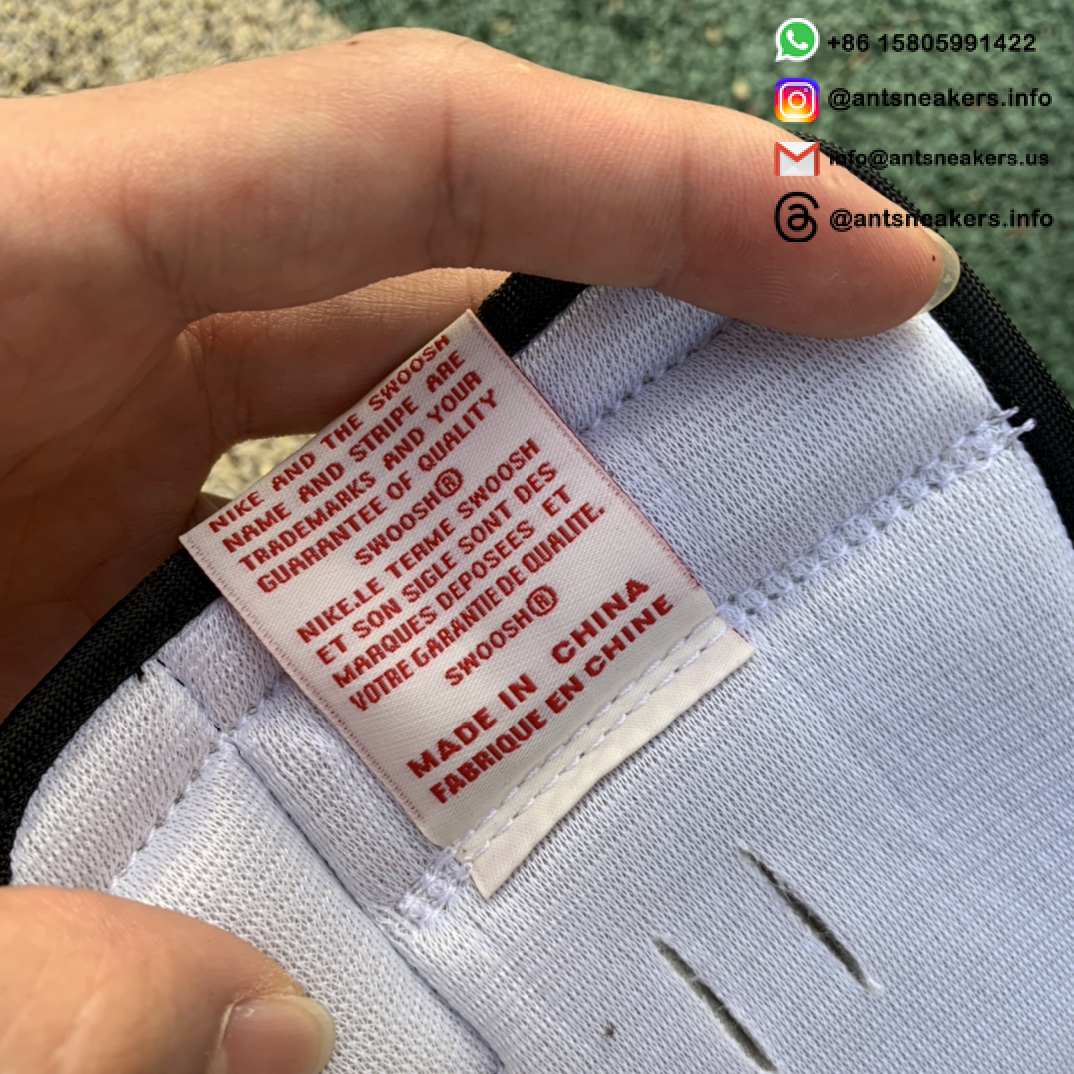 +86 15805991422
@antsneakers.info
info@antsneakers.us
@antsneakers.info
NIKE AND THE SWOOSH
NAME AND STRIPE ARE
TRADEMARKS AND YOUR
GUARANTEE OF QUALITY
SWOOSH®
NIKE.LE TERME SWOOSH
ET SON SIGLE SONT DES
MARQUES DEPOSEES ET
VOTRE GARANTIE DE QUALITE.
SWOOSH®
MADE IN CHINA
FABRIQUE EN CHINE